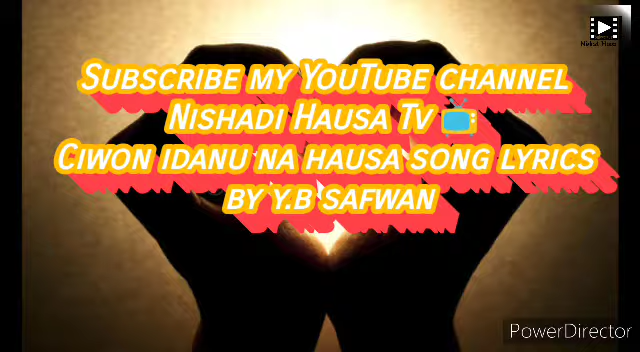 Subscribe my YouTube channel
Nishadi Hausa Tv 📺
Ciwon idanu na hausa song lyrics
by Y.B Safwan
PowerDirector